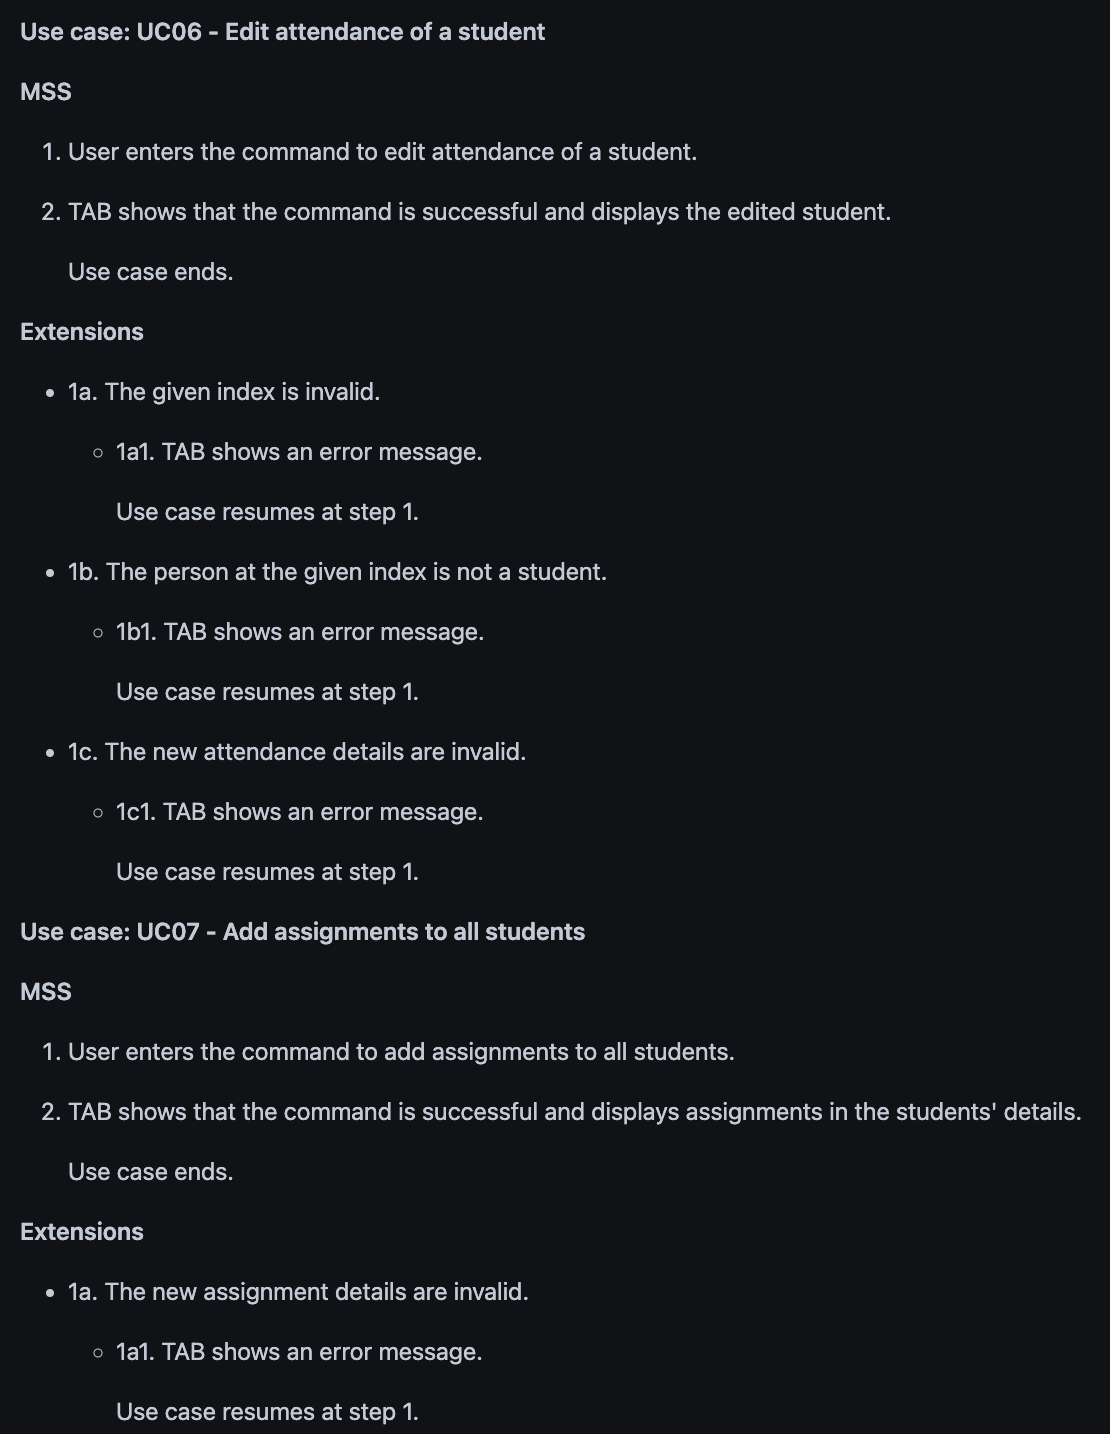 Use case: UC06 - Edit attendance of a student
MSS
1. User enters the command to edit attendance of a student.
2. TAB shows that the command is successful and displays the edited student.
Use case ends.
Extensions
• 1a. The given index is invalid.
◦ 1a1. TAB shows an error message.
Use case resumes at step 1.
• 1b. The person at the given index is not a student.
◦ 1b1. TAB shows an error message.
Use case resumes at step 1.
• 1c. The new attendance details are invalid.
◦ 1c1. TAB shows an error message.
Use case resumes at step 1.
Use case: UC07 - Add assignments to all students
MSS
1. User enters the command to add assignments to all students.
2. TAB shows that the command is successful and displays assignments in the students' details.
Use case ends.
Extensions
• 1a. The new assignment details are invalid.
◦ 1a1. TAB shows an error message.
Use case resumes at step 1.